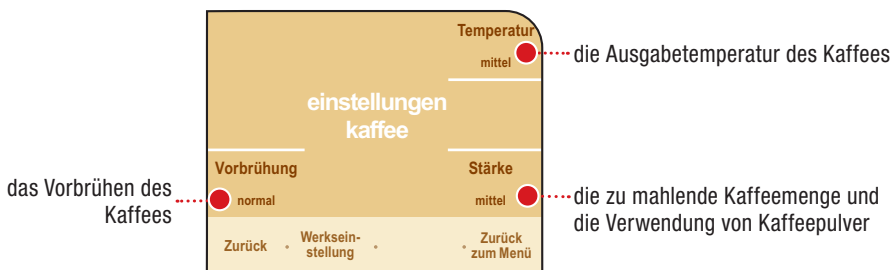 Temperatur
mittel
die Ausgabetemperatur des Kaffees
einstellungen
kaffee
Vorbrühung
normal
das Vorbrühen des
Kaffees
Stärke
mittel
die zu mahlende Kaffeemenge und
die Verwendung von Kaffeepulver
Zurück
Werksein-
stellung
Zurück
zum Menü